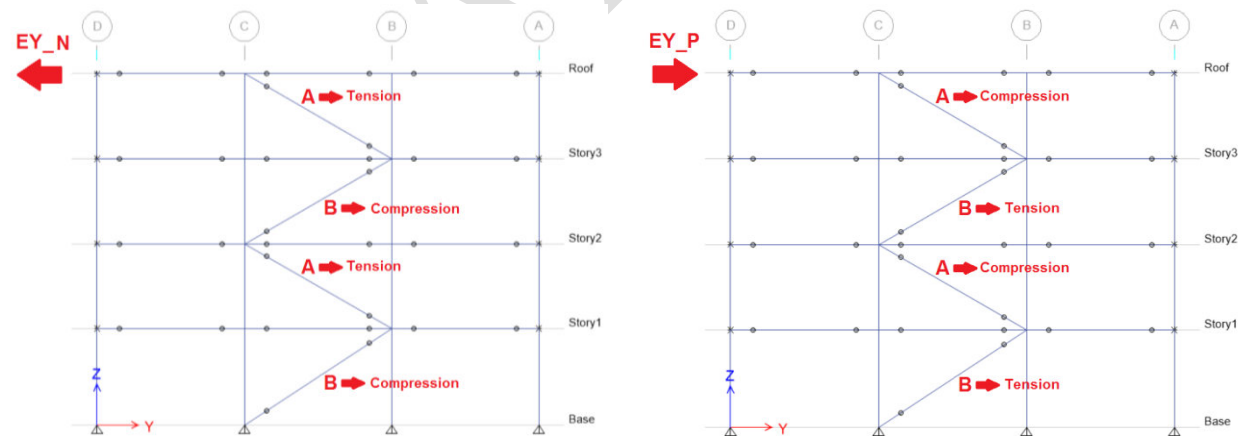 D C B A
EY_N
Roof
A Tension
Story3
B Compression
Story2
A Tension
Story1
B Compression
Z
Base
Y
D C B A
EY_P
Roof
A Compression
Story3
B Tension
Story2
A Compression
Story1
B Tension
Z
Base
Y